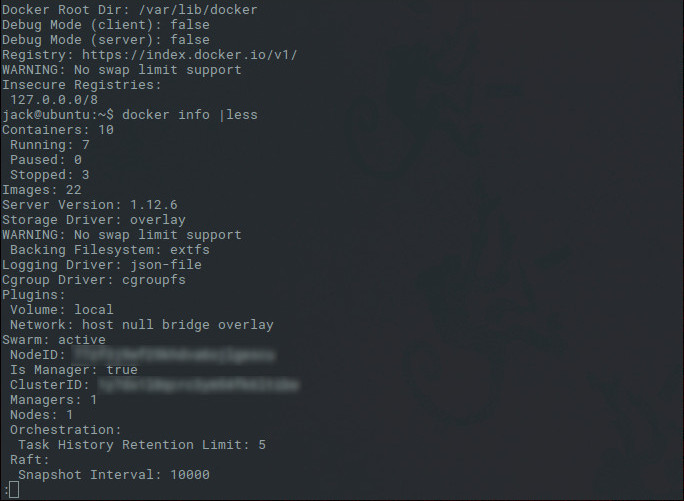 Docker Root Dir: /var/lib/docker
Debug Mode (client): false
Debug Mode (server): false
Registry: https://index.docker.io/v1/
WARNING: No swap limit support
Insecure Registries:
 127.0.0.0/8
jack@ubuntu:~$ docker info |less
Containers: 10
 Running: 7
 Paused: 0
 Stopped: 3
Images: 22
Server Version: 1.12.6
Storage Driver: overlay
WARNING: No swap limit support
 Backing Filesystem: extfs
Logging Driver: json-file
Cgroup Driver: cgroupfs
Plugins:
 Volume: local
 Network: host null bridge overlay
Swarm: active
 NodeID:
 Is Manager: true
 ClusterID:
 Managers: 1
 Nodes: 1
 Orchestration:
  Task History Retention Limit: 5
 Raft:
  Snapshot Interval: 10000
: